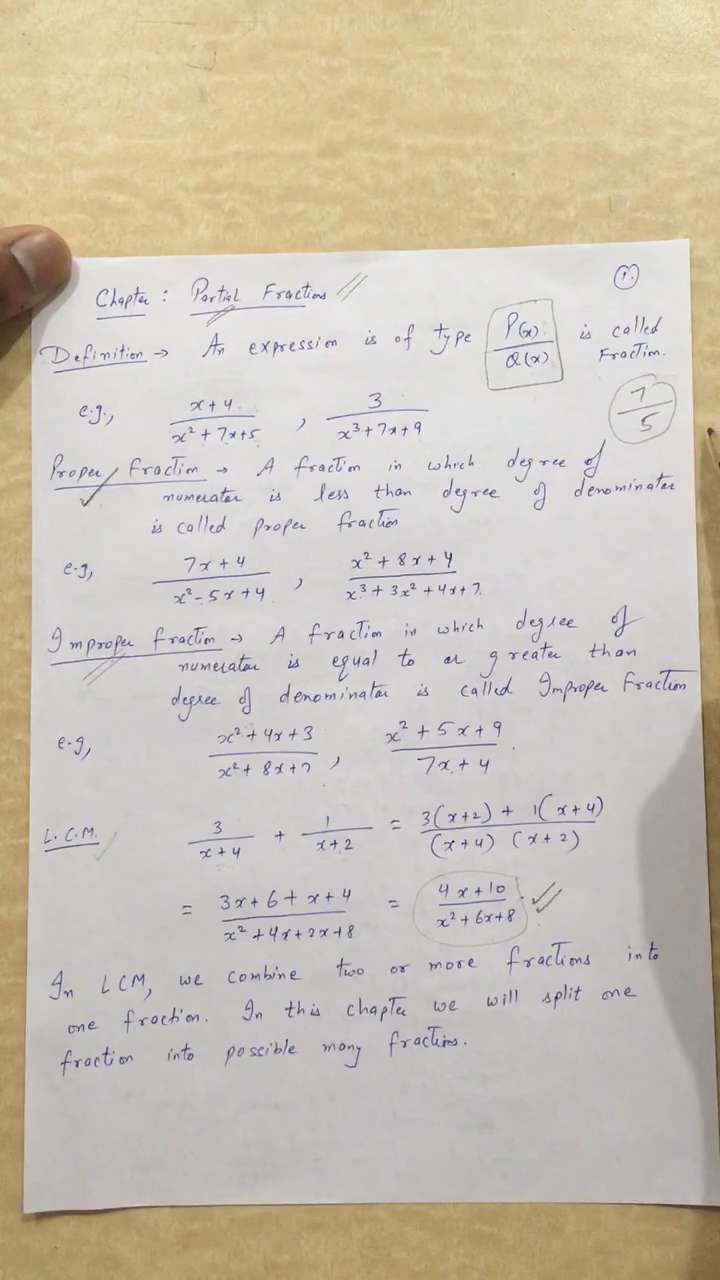 ①.
Chapter : Partial Fractions //
Definition → An expression is of type P(x)/Q(x) is called
Fraction.
e.g., (x+4)/(x²+7x+5) , 3/(x³+7x+9)
7/5
Proper Fraction → A fraction in which degree of
numerator is less than degree of denominator
is called proper fraction
e.g, (7x+4)/(x²-5x+4) , (x²+8x+4)/(x³+3x²+4x+7)
Improper fraction → A fraction in which degree of
numerator is equal to or greater than
degree of denominator is called Improper Fraction
e.g, (x²+4x+3)/(x²+8x+7) , (x²+5x+9)/(7x+4).
L.C.M. 3/(x+4) + 1/(x+2) = (3(x+2) + 1(x+4))/((x+4) (x+2))
= (3x+6+x+4)/(x²+4x+2x+8) = (4x+10)/(x²+6x+8).
In LCM, we combine two or more fractions into
one fraction. In this chapter we will split one
fraction into possible many fractions.